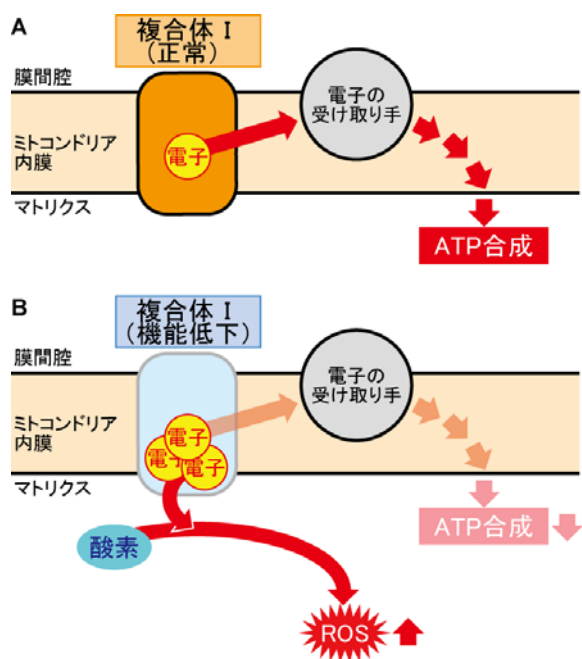 A
複合体Ⅰ
(正常)
膜間腔
電子の
受け取り手
ミトコンドリア
内膜
電子
マトリクス
ATP合成
B
複合体Ⅰ
(機能低下)
膜間腔
電子の
受け取り手
ミトコンドリア
内膜
電子
電子
電子
マトリクス
ATP合成
酸素
ROS